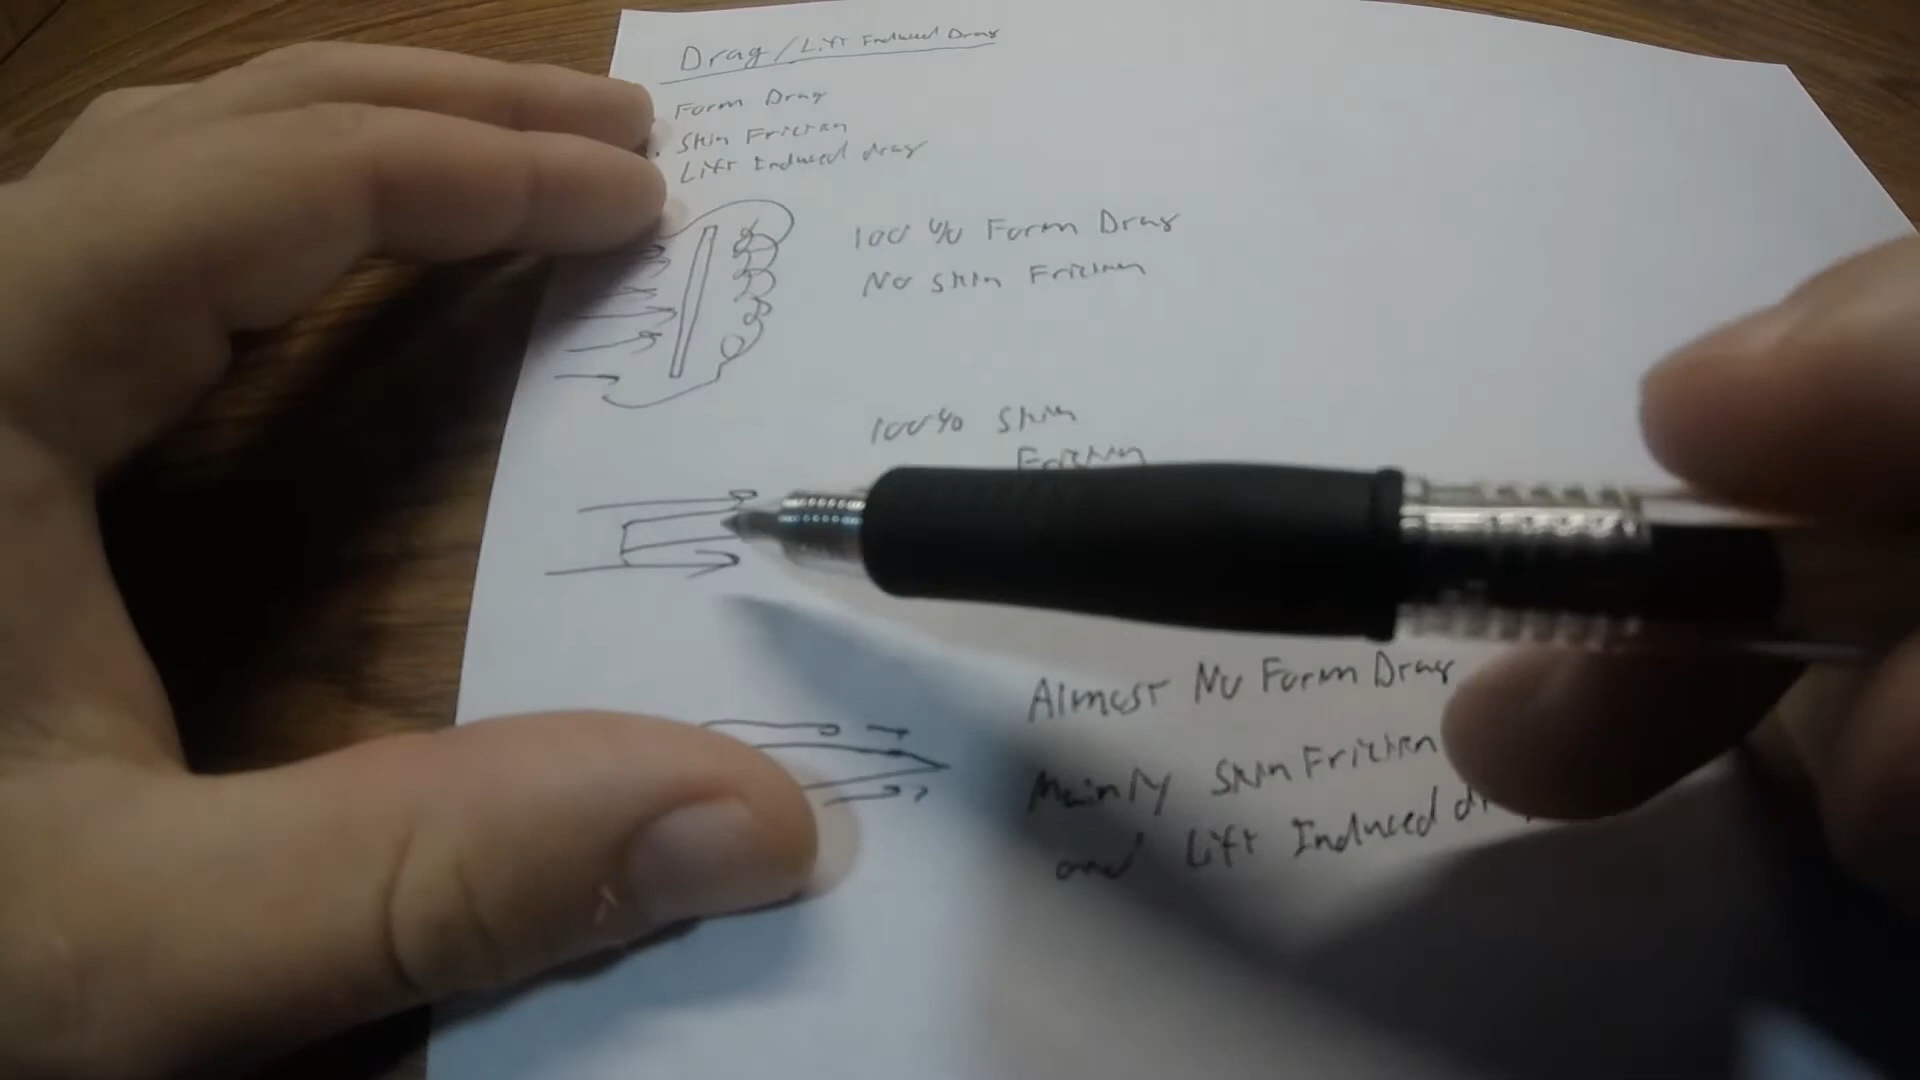 Drag / Lift Induced Drag
Form Drag
Skin Friction
Lift Induced drag
100 % Form Drag
No Skin Friction
100% Skin
Friction
Almost No Form Drag
Mainly Skin Friction
and Lift Induced